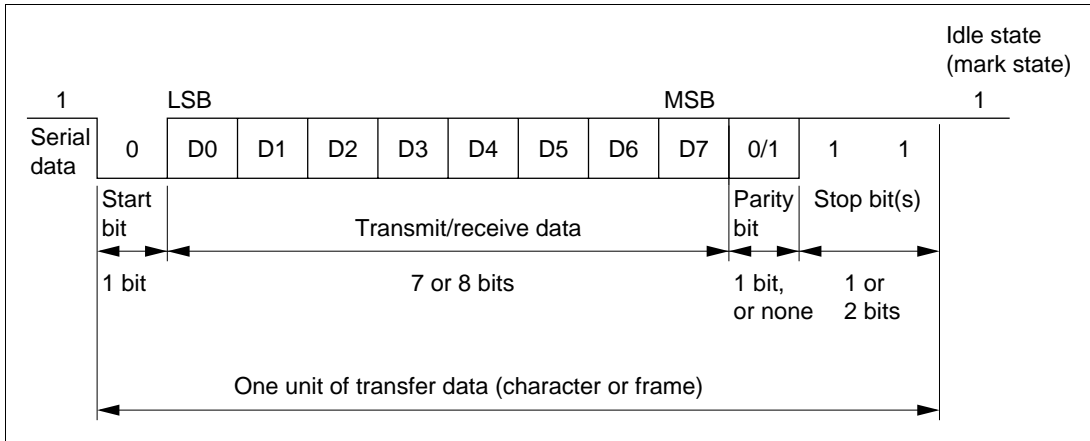 Idle state
(mark state)
1 LSB MSB 1
Serial
data
0 D0 D1 D2 D3 D4 D5 D6 D7 0/1 1 1
Start
bit
Transmit/receive data
Parity
bit
Stop bit(s)
1 bit
7 or 8 bits
1 bit,
or none
1 or
2 bits
One unit of transfer data (character or frame)